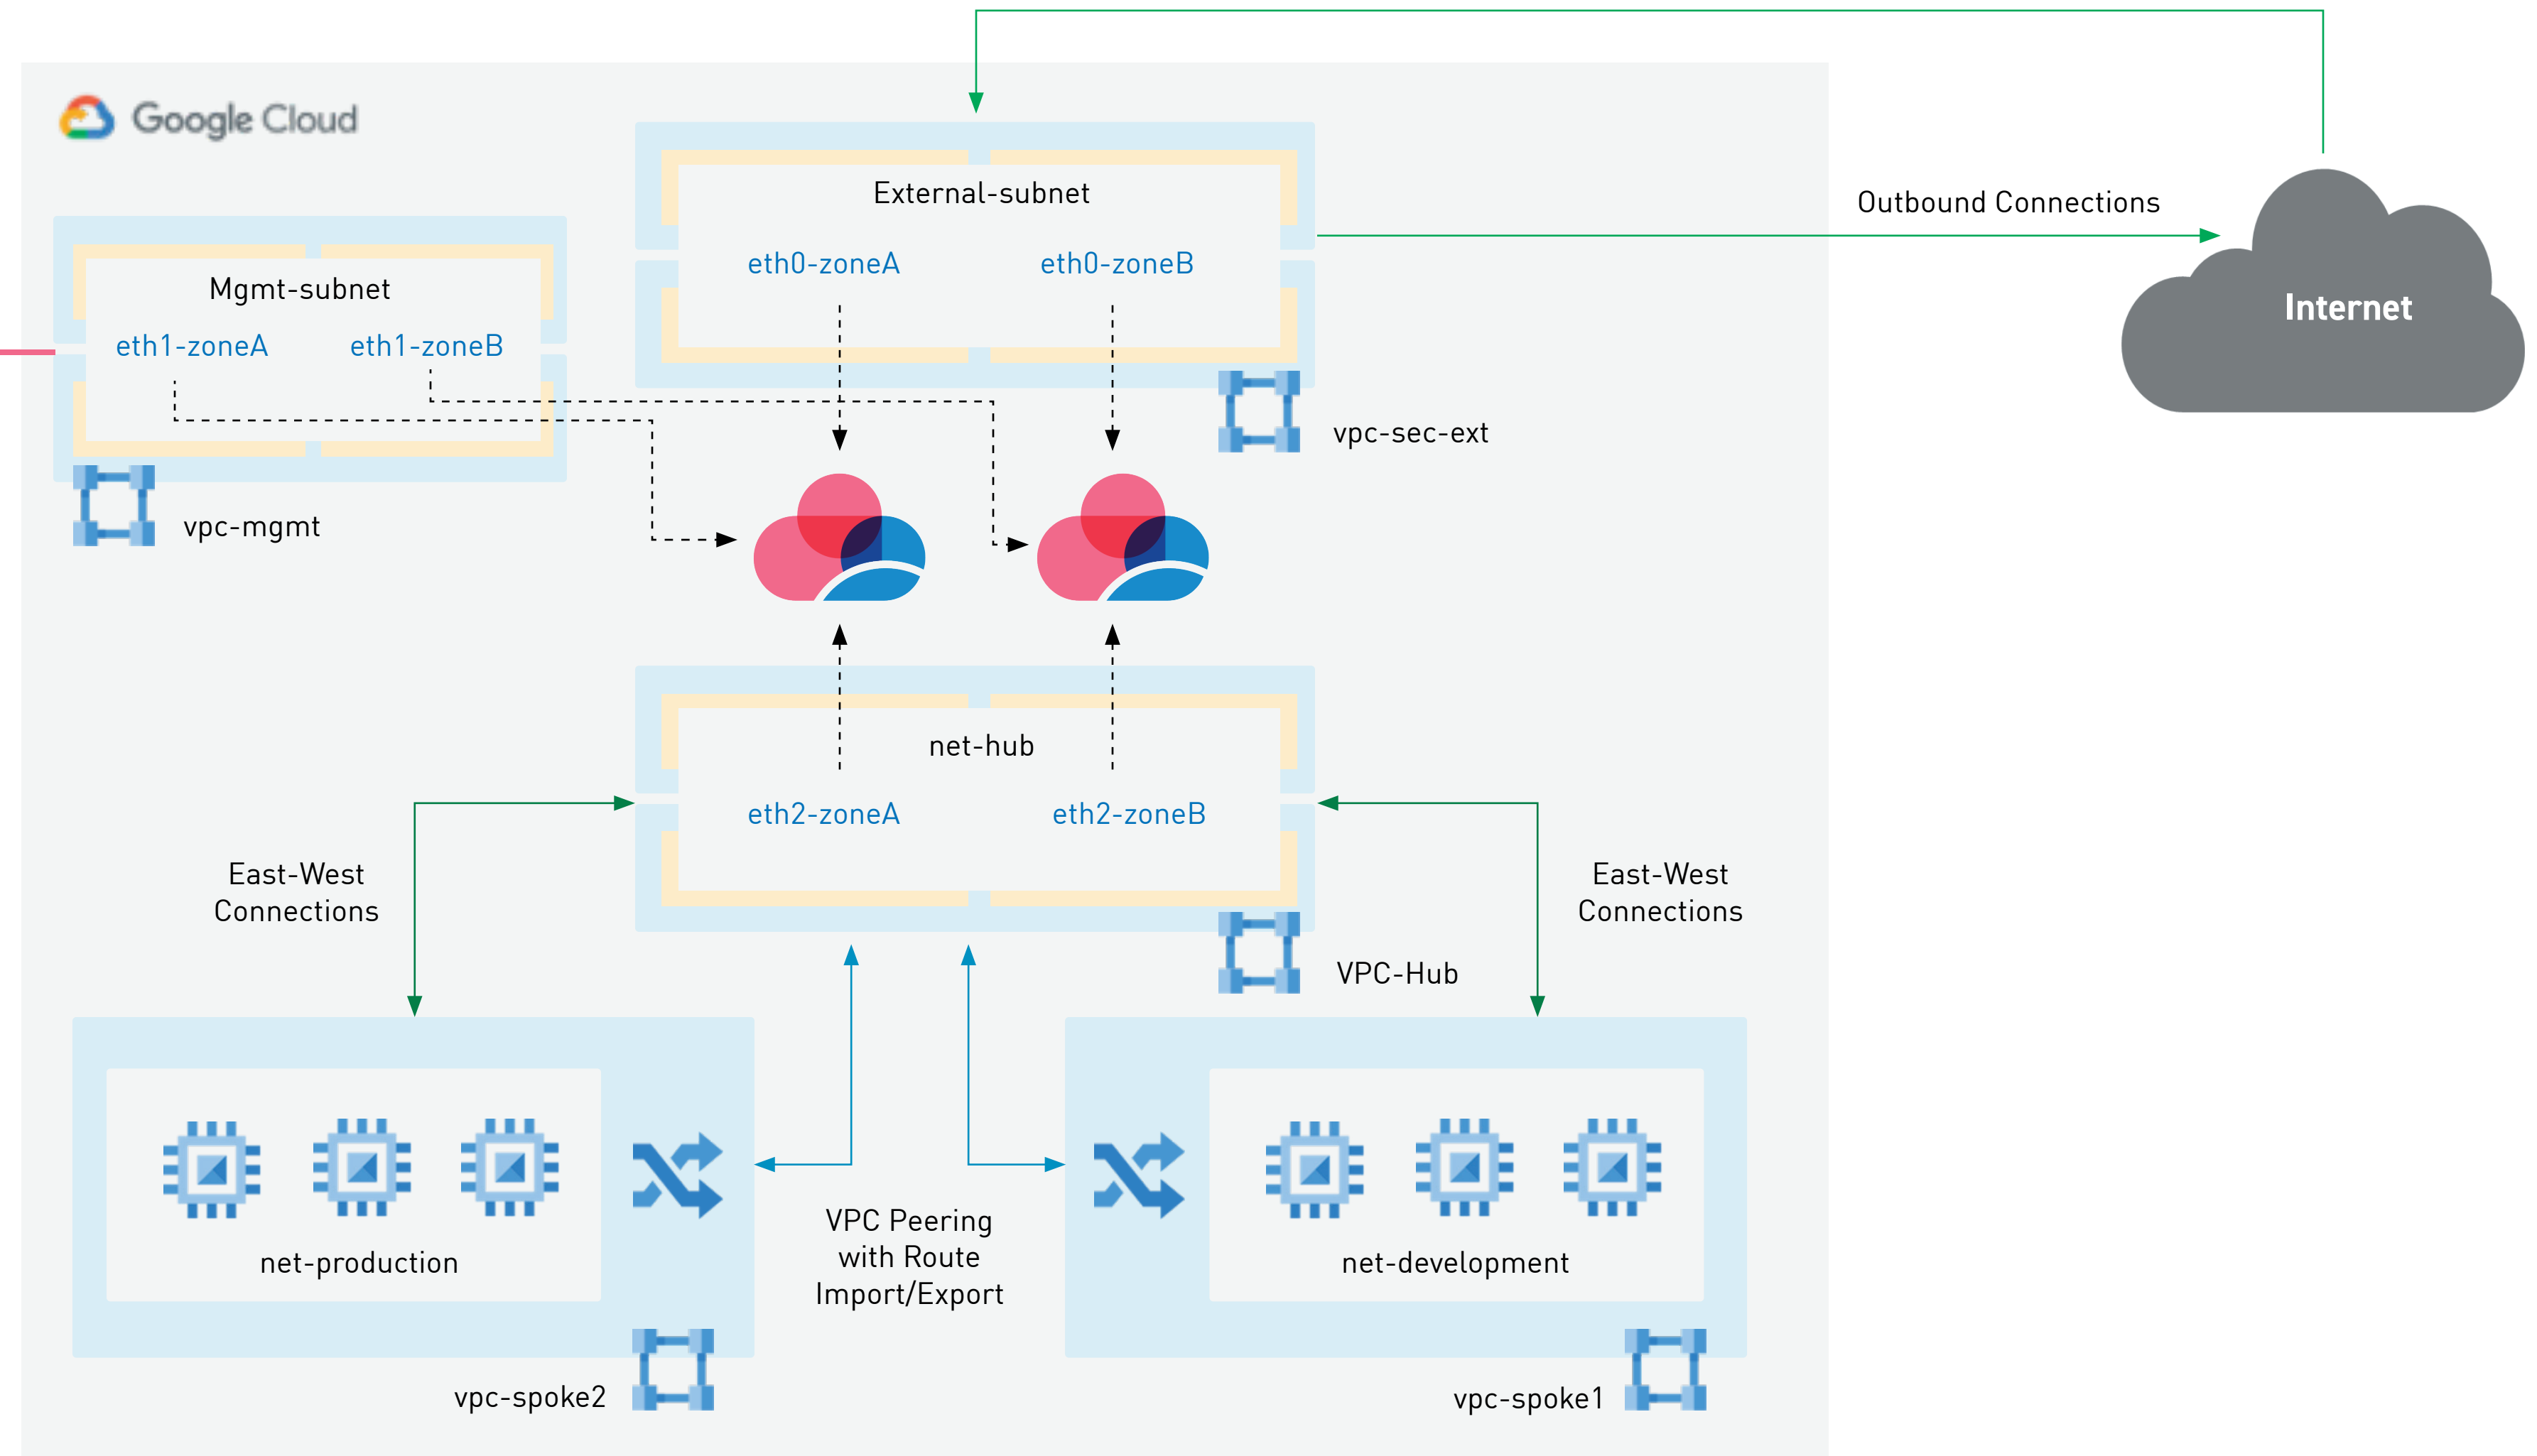 Google Cloud
External-subnet
Outbound Connections
eth0-zoneA
eth0-zoneB
Internet
Mgmt-subnet
eth1-zoneA
eth1-zoneB
vpc-sec-ext
vpc-mgmt
net-hub
eth2-zoneA
eth2-zoneB
East-West
Connections
East-West
Connections
VPC-Hub
VPC Peering
with Route
Import/Export
net-production
net-development
vpc-spoke2
vpc-spoke1